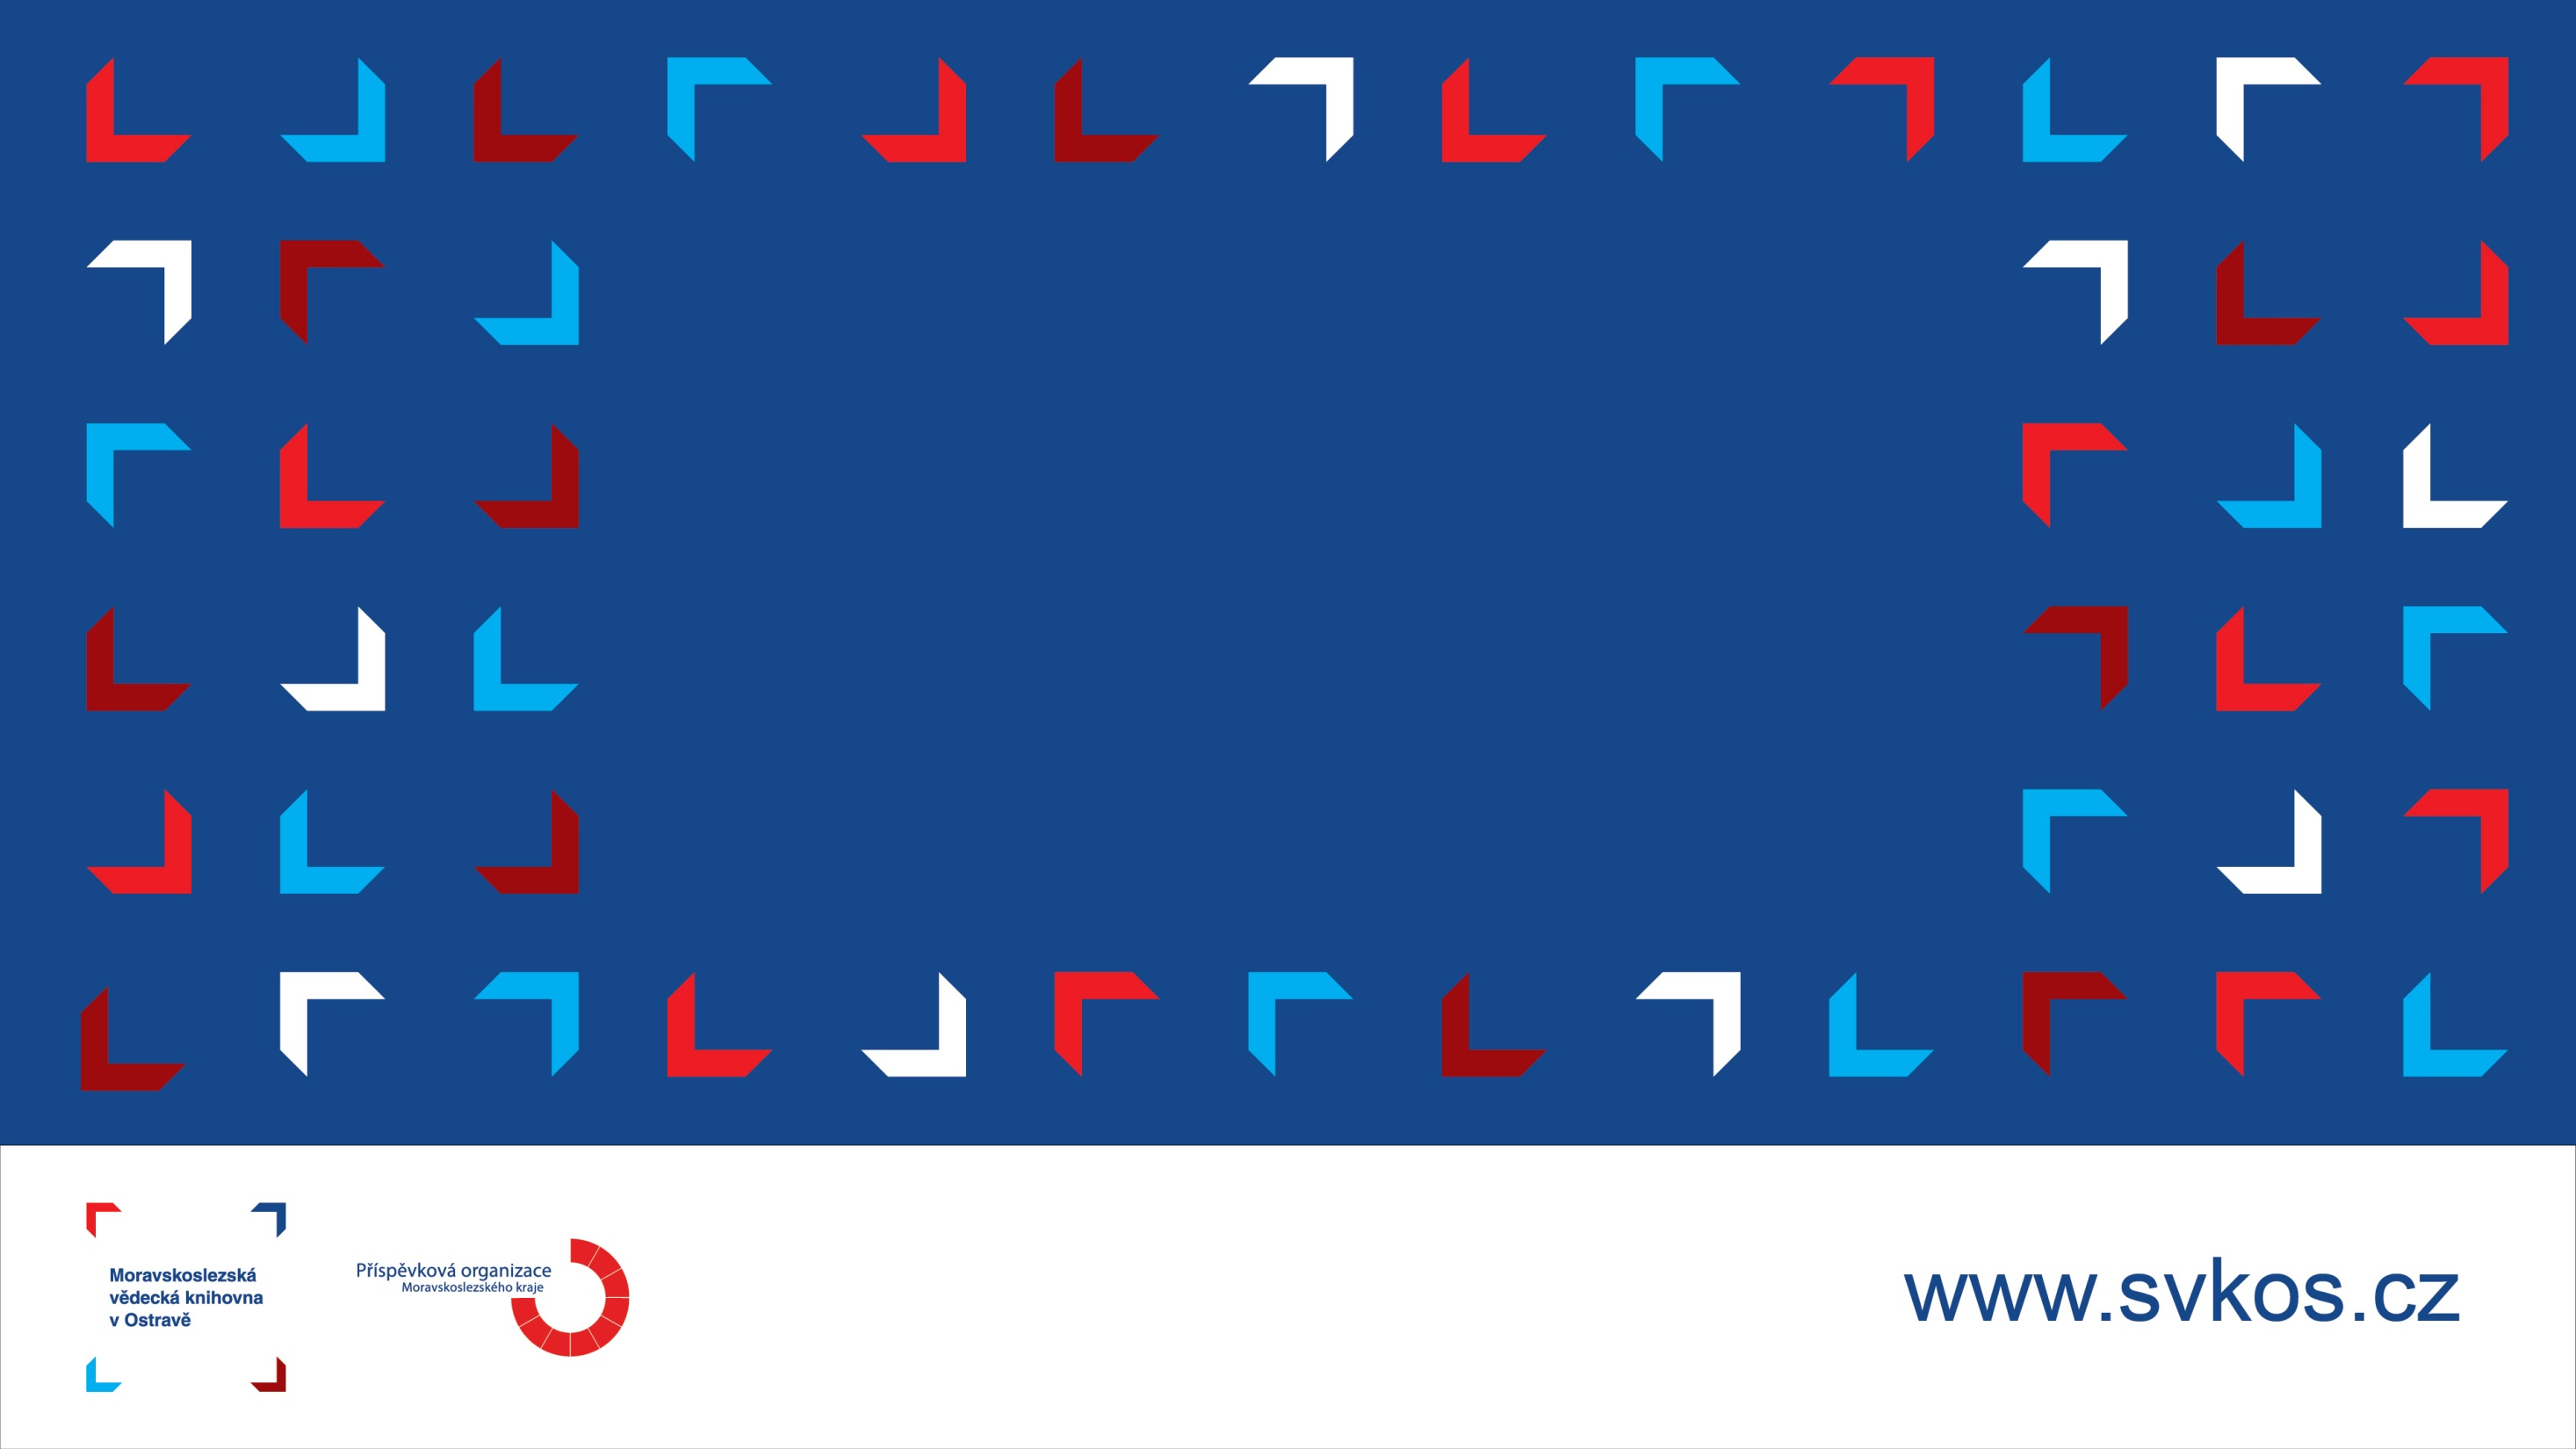 Moravskoslezská
vědecká knihovna
v Ostravě
Příspěvková organizace
Moravskoslezského kraje
www.svkos.cz